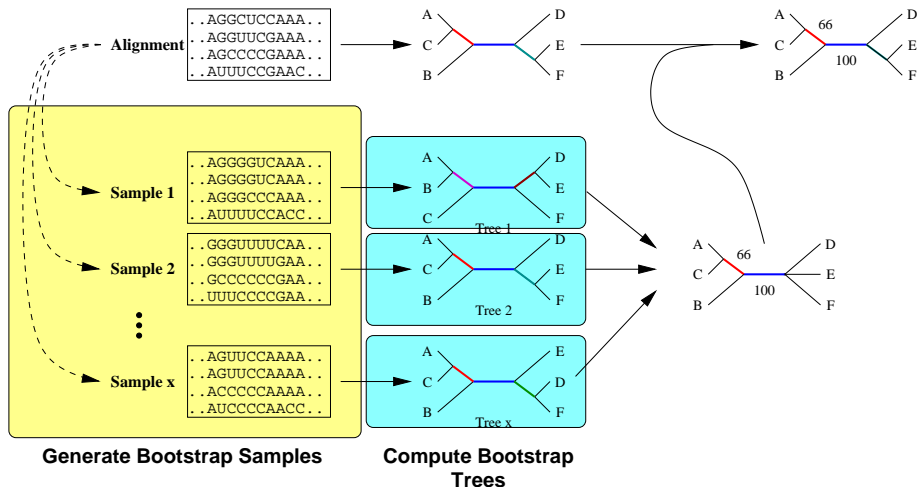 Alignment
..AGGCUCCAAA..
..AGGUUCGAAA..
..AGCCCCGAAA..
..AUUUCCGAAC..
A
C
B
D
E
F
A
C
B
66
100
D
E
F
Sample 1
..AGGGGUCAAA..
..AGGGGUCAAA..
..AGGGCCCAAA..
..AUUUUCCACC..
A
B
C
D
E
F
Tree 1
Sample 2
..GGGUUUUCAA..
..GGGUUUUGAA..
..GCCCCCCGAA..
..UUUCCCCGAA..
A
C
B
D
E
F
Tree 2
A
C
B
66
100
D
E
F
Sample x
..AGUUCCAAAA..
..AGUUCCAAAA..
..ACCCCCAAAA..
..AUCCCCAACC..
A
C
B
E
D
F
Tree x
Generate Bootstrap Samples
Compute Bootstrap
Trees